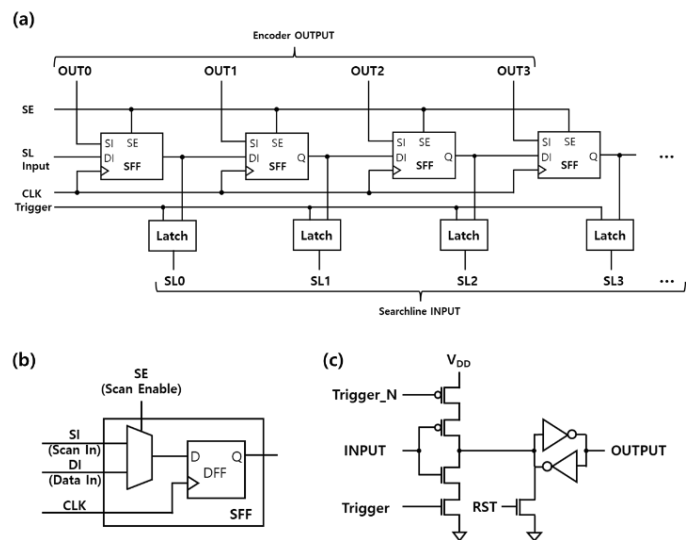 (a)
Encoder OUTPUT
OUT0 OUT1 OUT2 OUT3
SE
SI SE SI SE SI SE SI SE
SL Input
DI Q DI Q DI Q DI Q
SFF SFF SFF SFF
...
CLK
Trigger
Latch Latch Latch Latch
SL0 SL1 SL2 SL3 ...
Searchline INPUT
(b)
SE
(Scan Enable)
SI
(Scan In)
DI
(Data In)
CLK
D Q
DFF
SFF
(c)
VDD
Trigger_N
INPUT
OUTPUT
Trigger
RST